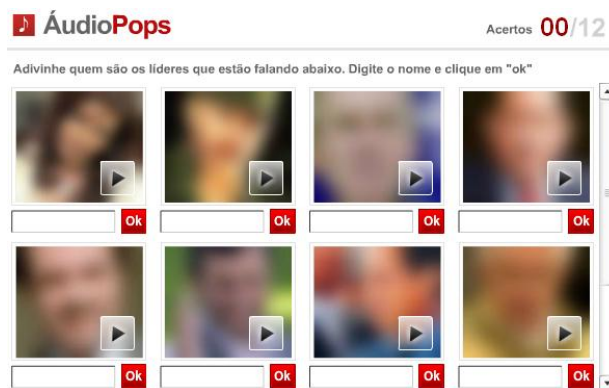 ÁudioPops
Acertos 00/12
Adivinhe quem são os líderes que estão falando abaixo. Digite o nome e clique em "ok"
Ok Ok Ok Ok
Ok Ok Ok Ok